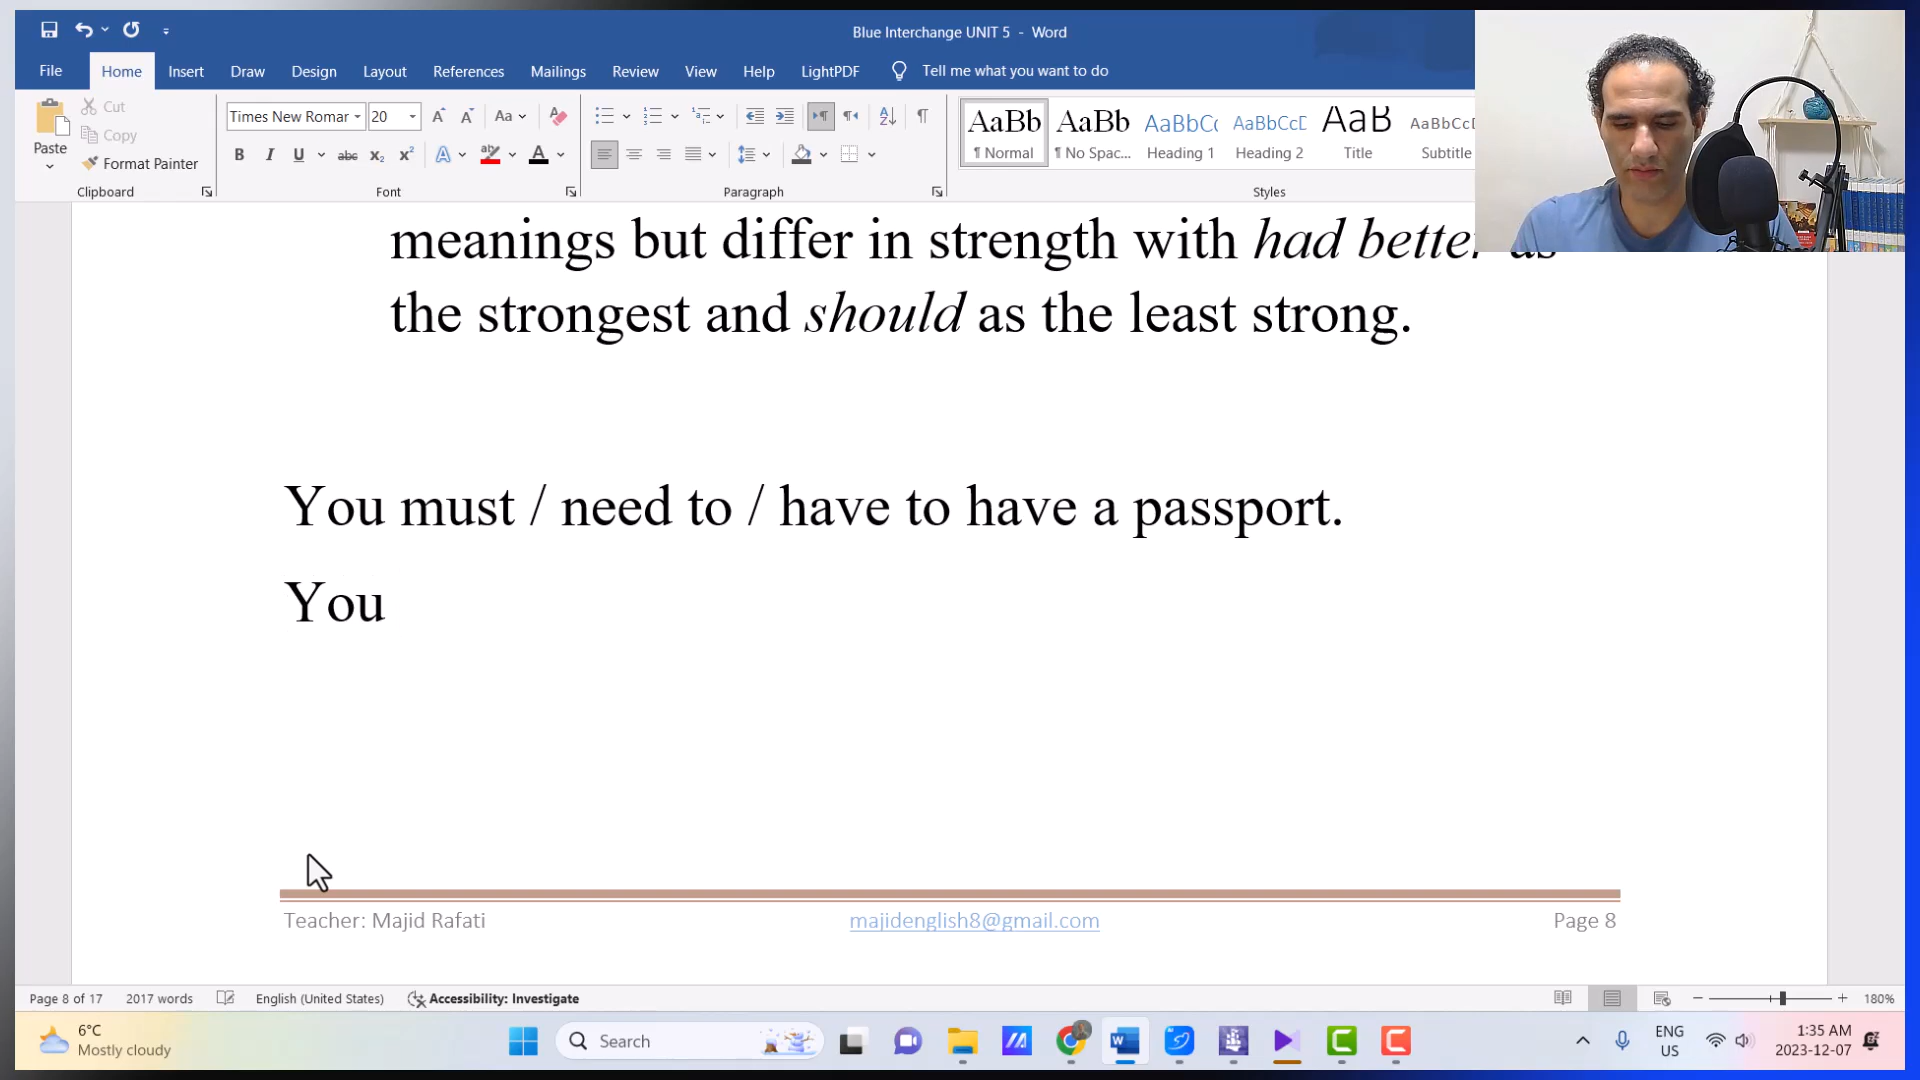 Blue Interchange UNIT 5 - Word
File Home Insert Draw Design Layout References Mailings Review View Help LightPDF Tell me what you want to do
Paste
Cut
Copy
Format Painter
Times New Romar 20
Aa
AaBb AaBb AaBbC AaBbCcD AaB AaBbCcD
¶ Normal ¶ No Spac... Heading 1 Heading 2 Title Subtitle
Clipboard Font Paragraph Styles
meanings but differ in strength with had better as
the strongest and should as the least strong.
You must / need to / have to have a passport.
You
Teacher: Majid Rafati majidenglish8@gmail.com Page 8
Page 8 of 17 2017 words English (United States) Accessibility: Investigate 180%
6°C
Mostly cloudy
Search
ENG
US
1:35 AM
2023-12-07